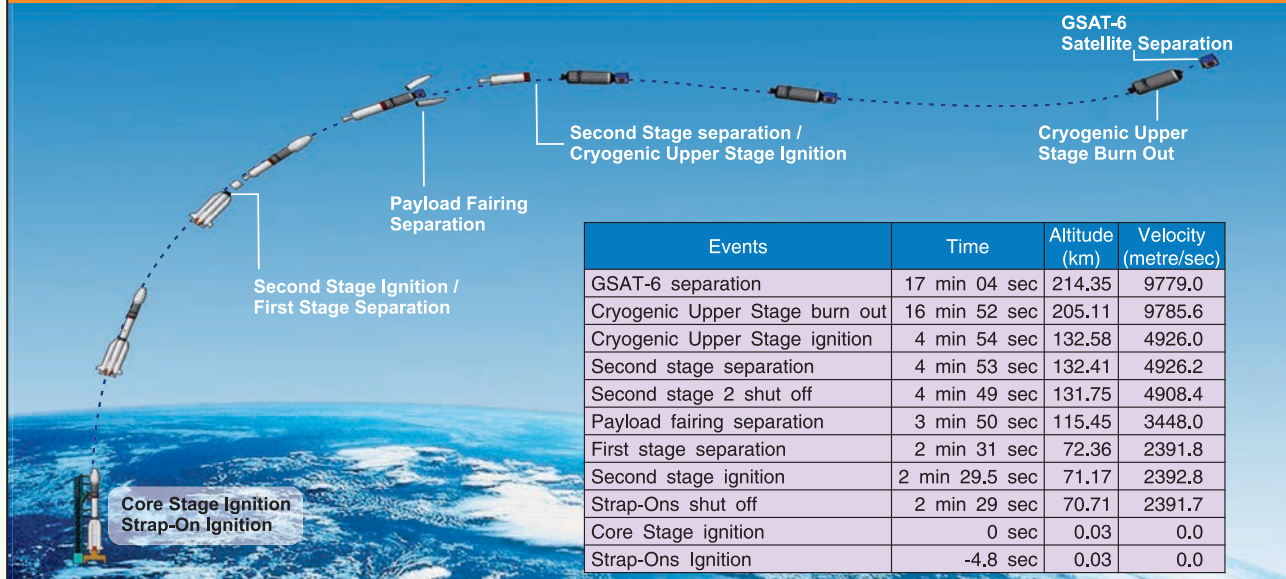 GSAT-6
Satellite Separation
Second Stage separation /
Cryogenic Upper Stage Ignition
Cryogenic Upper
Stage Burn Out
Payload Fairing
Separation
Second Stage Ignition /
First Stage Separation
Core Stage Ignition
Strap-On Ignition
Events Time Altitude (km) Velocity (metre/sec)
GSAT-6 separation 17 min 04 sec 214.35 9779.0
Cryogenic Upper Stage burn out 16 min 52 sec 205.11 9785.6
Cryogenic Upper Stage ignition 4 min 54 sec 132.58 4926.0
Second stage separation 4 min 53 sec 132.41 4926.2
Second stage 2 shut off 4 min 49 sec 131.75 4908.4
Payload fairing separation 3 min 50 sec 115.45 3448.0
First stage separation 2 min 31 sec 72.36 2391.8
Second stage ignition 2 min 29.5 sec 71.17 2392.8
Strap-Ons shut off 2 min 29 sec 70.71 2391.7
Core Stage ignition 0 sec 0.03 0.0
Strap-Ons Ignition -4.8 sec 0.03 0.0